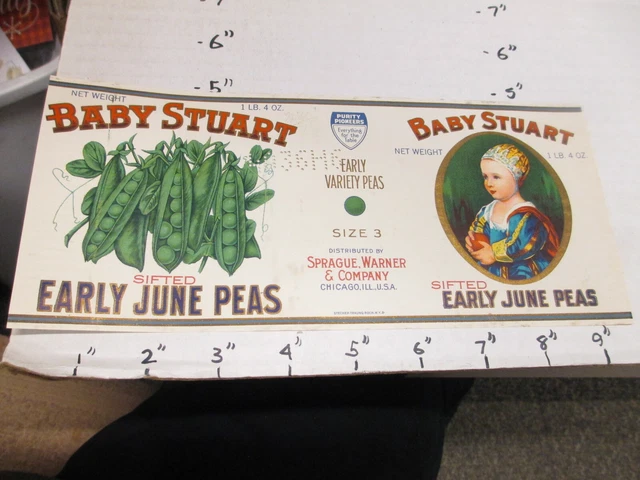 -7"
-6"
-5"
-7"
-6"
-5"
NET WEIGHT
1 LB. 4 OZ.
BABY STUART
SIFTED
EARLY JUNE PEAS
PURITY
PIONEERS
Everything
for the
Table
EARLY
VARIETY PEAS
SIZE 3
DISTRIBUTED BY
SPRAGUE, WARNER
& COMPANY
CHICAGO, ILL., U.S.A.
BABY STUART
NET WEIGHT
1 LB. 4 OZ.
SIFTED
EARLY JUNE PEAS
1"
2"
3"
4"
5"
6"
7"
8"
9"